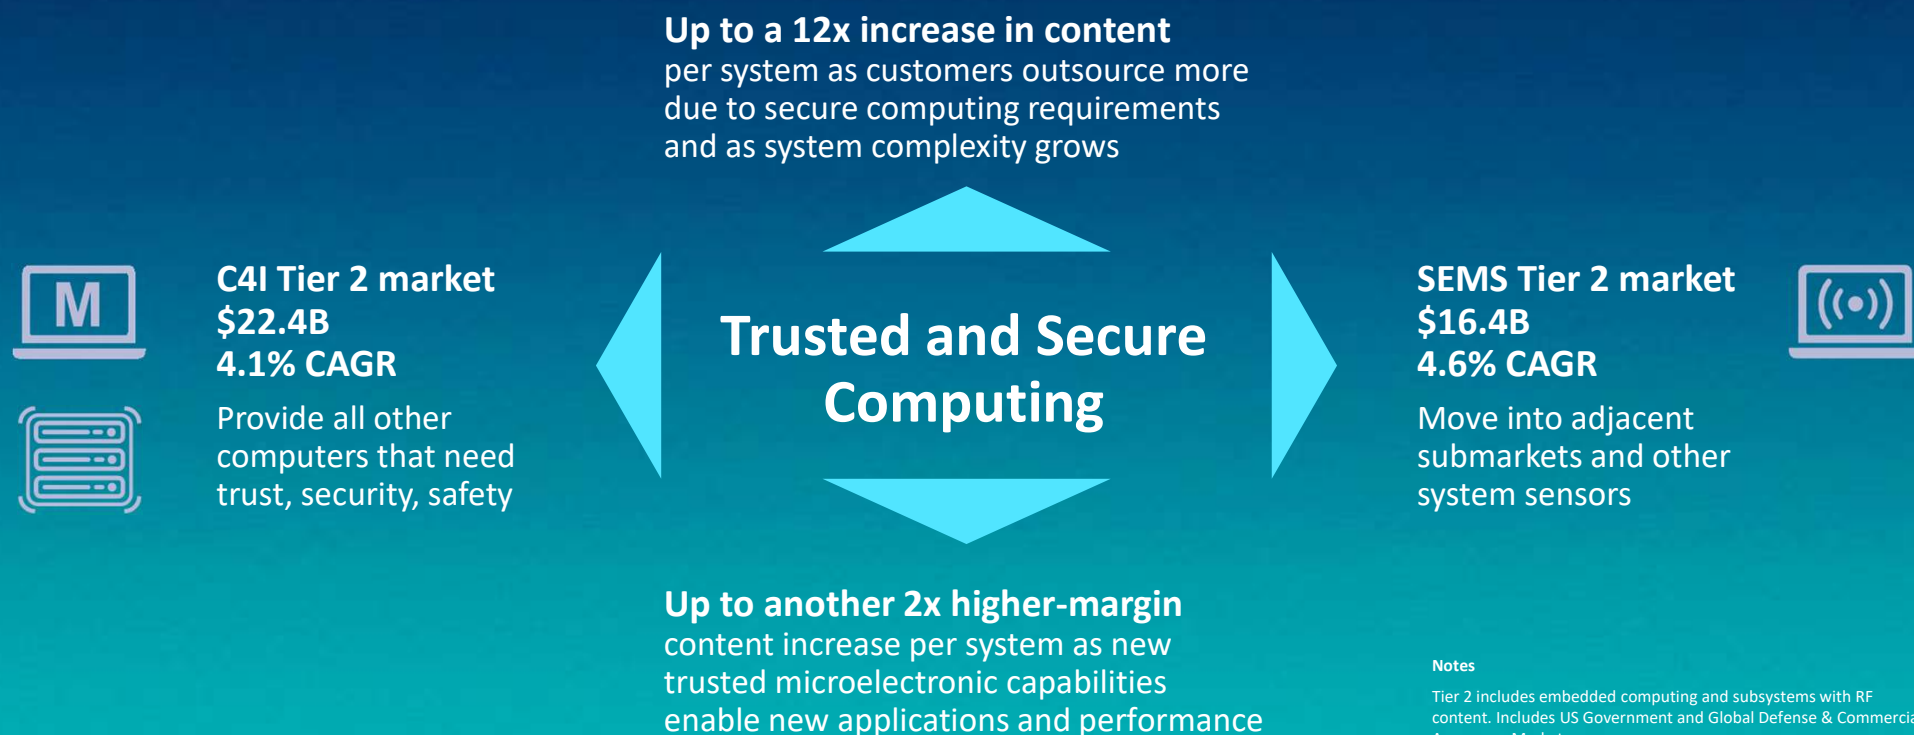 Up to a 12x increase in content
per system as customers outsource more
due to secure computing requirements
and as system complexity grows
M
C4I Tier 2 market
$22.4B
4.1% CAGR
Provide all other
computers that need
trust, security, safety
Trusted and Secure
Computing
SEMS Tier 2 market
$16.4B
4.6% CAGR
Move into adjacent
submarkets and other
system sensors
Up to another 2x higher-margin
content increase per system as new
trusted microelectronic capabilities
enable new applications and performance
Notes
Tier 2 includes embedded computing and subsystems with RF
content. Includes US Government and Global Defense &